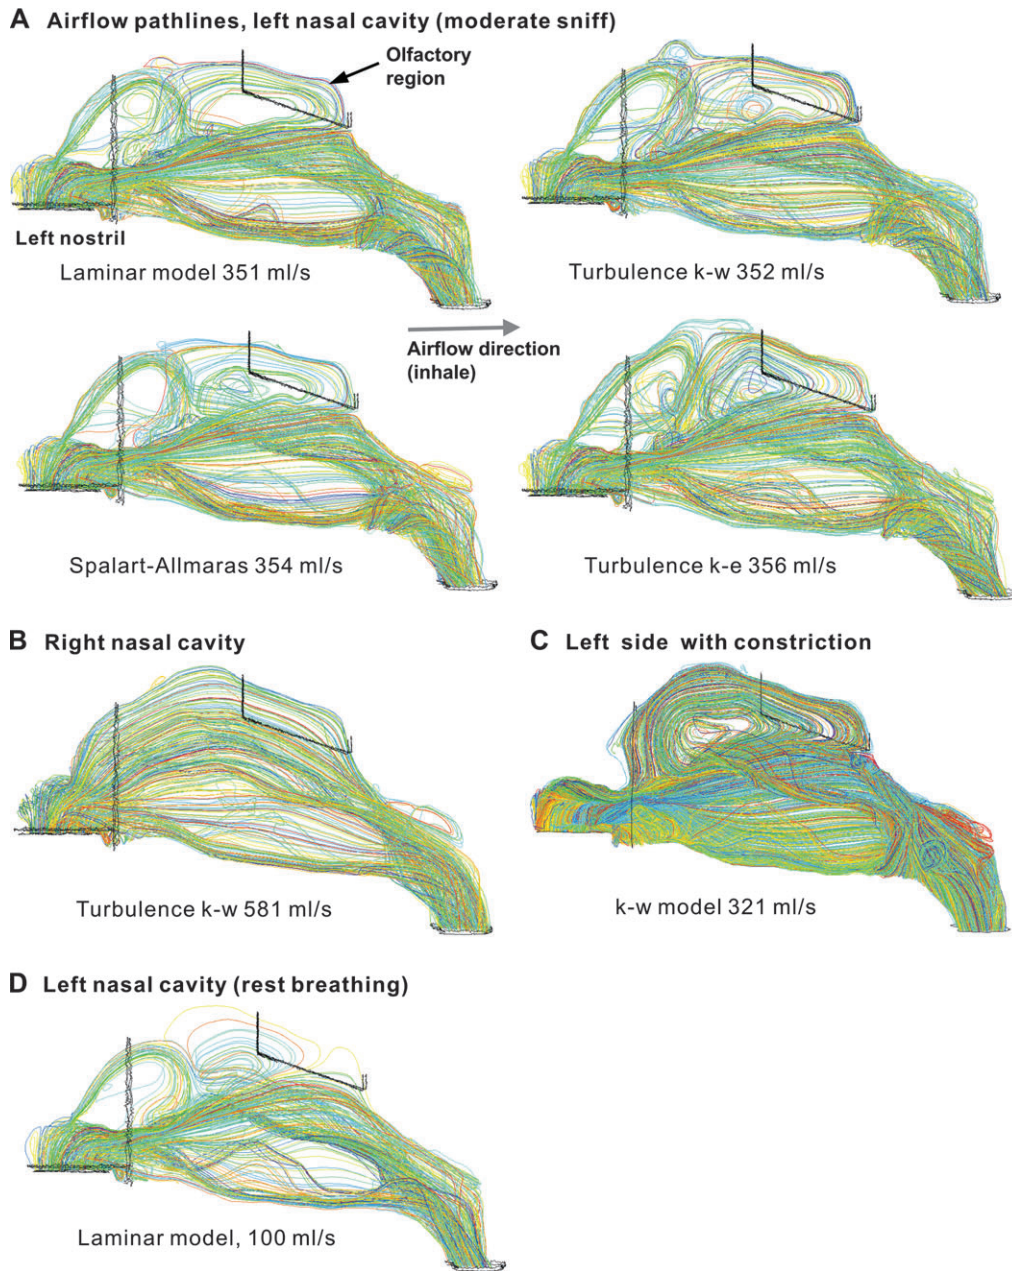 A Airflow pathlines, left nasal cavity (moderate sniff)
Olfactory
region
Left nostril
Laminar model 351 ml/s
Turbulence k-w 352 ml/s
Airflow direction
(inhale)
Spalart-Allmaras 354 ml/s
Turbulence k-e 356 ml/s
B Right nasal cavity
C Left side with constriction
Turbulence k-w 581 ml/s
k-w model 321 ml/s
D Left nasal cavity (rest breathing)
Laminar model, 100 ml/s